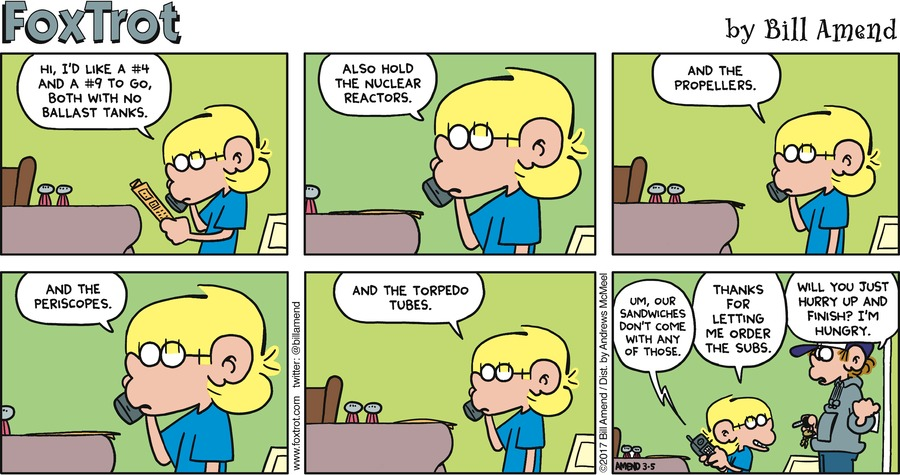 FoxTrot
by Bill Amend
HI, I'D LIKE A #4
AND A #9 TO GO,
BOTH WITH NO
BALLAST TANKS.
ALSO HOLD
THE NUCLEAR
REACTORS.
AND THE
PROPELLERS.
AND THE
PERISCOPES.
www.foxtrot.com twitter: @billamend
AND THE TORPEDO
TUBES.
©2017 Bill Amend / Dist. by Andrews McMeel
UM, OUR
SANDWICHES
DON'T COME
WITH ANY
OF THOSE.
THANKS
FOR
LETTING
ME ORDER
THE SUBS.
WILL YOU JUST
HURRY UP AND
FINISH? I'M
HUNGRY.
AMEND 3-5